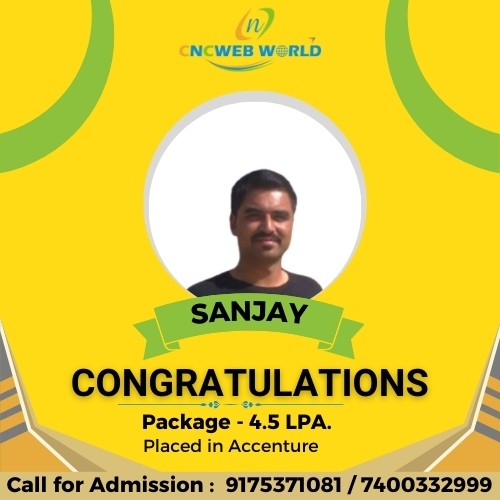 n
CNCWEB WORLD
SANJAY
CONGRATULATIONS
Package - 4.5 LPA.
Placed in Accenture
Call for Admission : 9175371081 / 7400332999